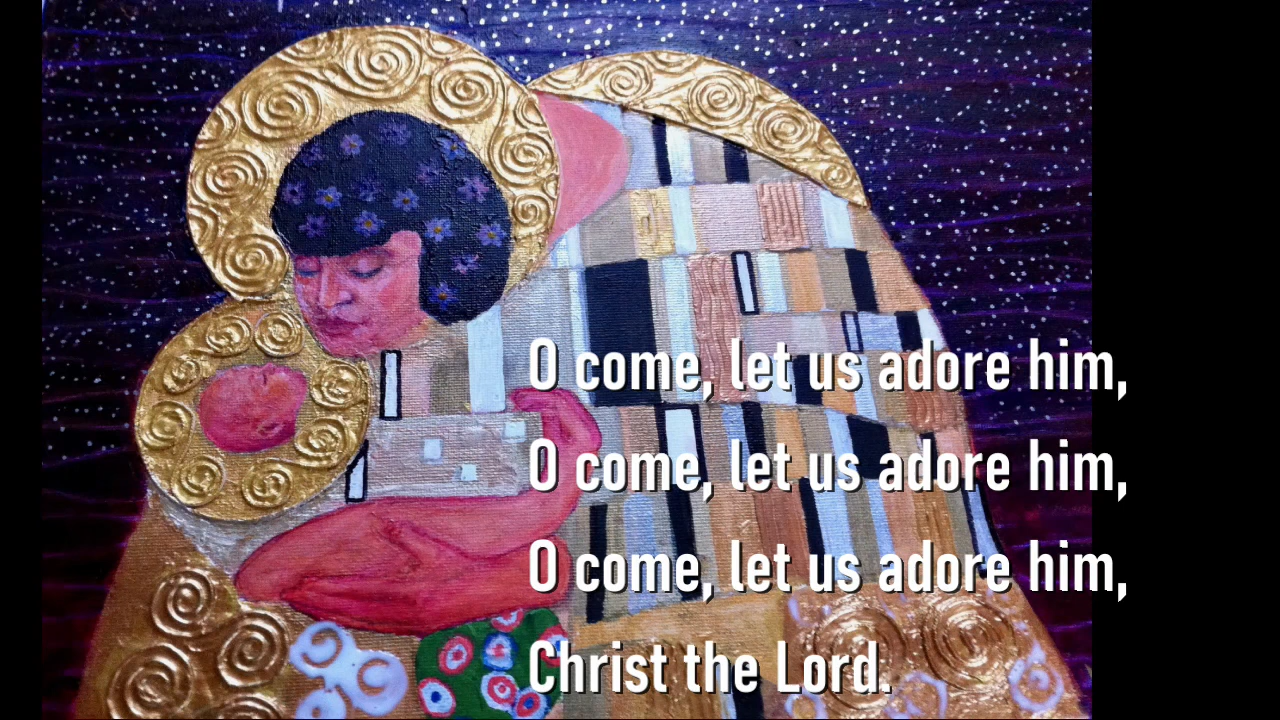 O come, let us adore him,
O come, let us adore him,
O come, let us adore him,
Christ the Lord.